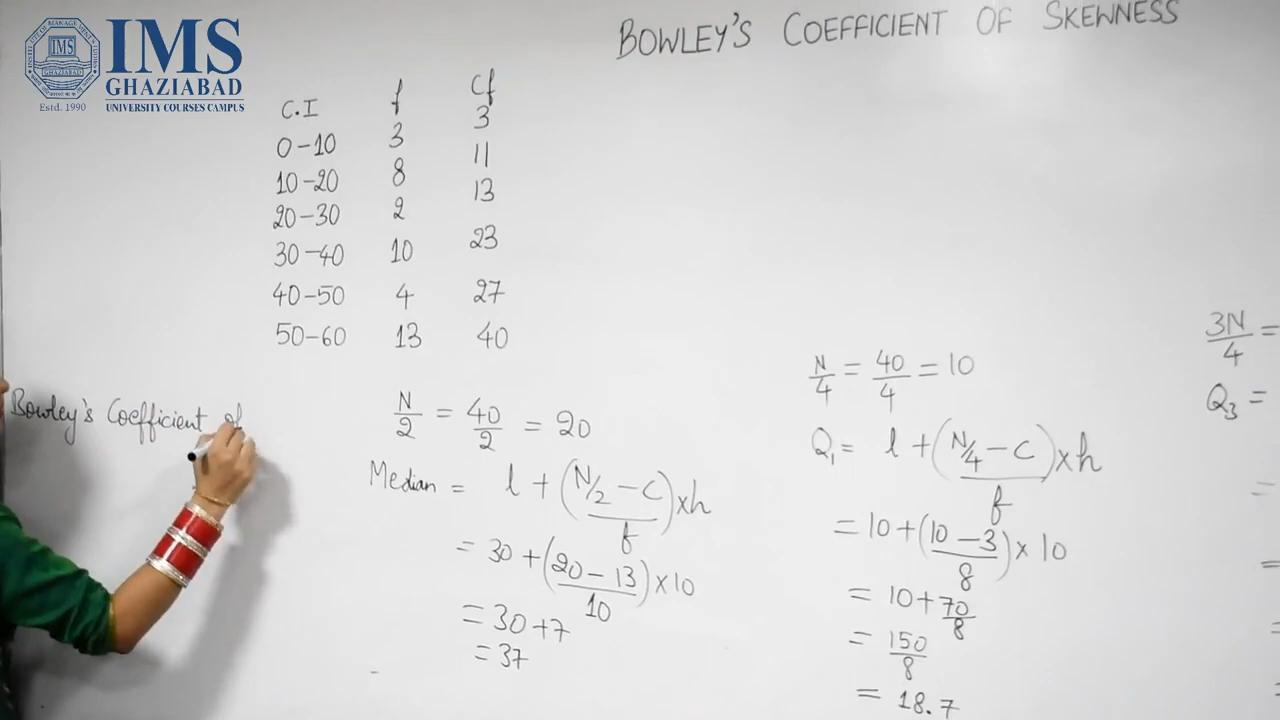 IMS
GHAZIABAD
Estd. 1990
UNIVERSITY COURSES CAMPUS
BOWLEY'S COEFFICIENT OF SKEWNESS
C.I f Cf
0-10 3 3
10-20 8 11
20-30 2 13
30-40 10 23
40-50 4 27
50-60 13 40
Bowley's Coefficient of
N/2 = 40/2 = 20
Median = l + (N/2 - C / f) x h
= 30 + (20 - 13 / 10) x 10
= 30 + 7
= 37
N/4 = 40/4 = 10
Q1 = l + (N/4 - C / f) x h
= 10 + (10 - 3 / 8) x 10
= 10 + 70/8
= 150/8
= 18.7
3N/4 =
Q3 =
=
=
=
=